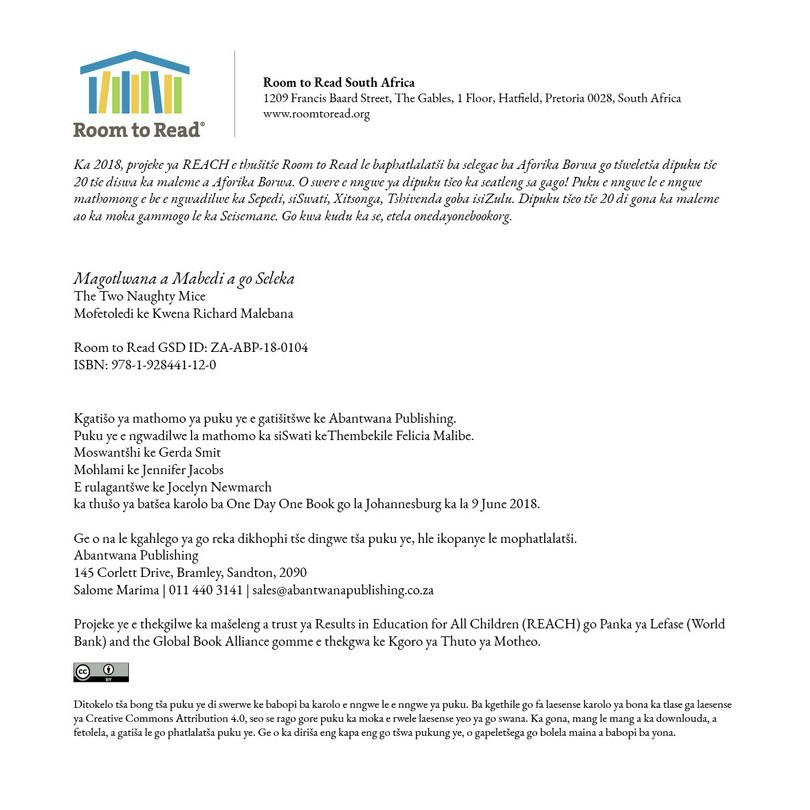 Room to Read®
Room to Read South Africa
1209 Francis Baard Street, The Gables, 1 Floor, Hatfield, Pretoria 0028, South Africa
www.roomtoread.org
Ka 2018, projeke ya REACH e thušitše Room to Read le baphatlalatši ba selegae ba Aforika Borwa go tšweletša dipuku tše
20 tše diswa ka maleme a Aforika Borwa. O swere e nngwe ya dipuku tšeo ka seatleng sa gago! Puku e nngwe le e nngwe
mathomong e be e ngwadilwe ka Sepedi, siSwati, Xitsonga, Tshivenda goba isiZulu. Dipuku tšeo tše 20 di gona ka maleme
ao ka moka gammogo le ka Seisemane. Go kwa kudu ka se, etela onedayonebookorg.
Magotlwana a Mabedi a go Seleka
The Two Naughty Mice
Mofetoledi ke Kwena Richard Malebana
Room to Read GSD ID: ZA-ABP-18-0104
ISBN: 978-1-928441-12-0
Kgatišo ya mathomo ya puku ye e gatišitšwe ke Abantwana Publishing.
Puku ye e ngwadilwe la mathomo ka siSwati keThembekile Felicia Malibe.
Moswantšhi ke Gerda Smit
Mohlami ke Jennifer Jacobs
E rulagantšwe ke Jocelyn Newmarch
ka thušo ya batšea karolo ba One Day One Book go la Johannesburg ka la 9 June 2018.
Ge o na le kgahlego ya go reka dikhophi tše dingwe tša puku ye, hle ikopanye le mophatlalatši.
Abantwana Publishing
145 Corlett Drive, Bramley, Sandton, 2090
Salome Marima | 011 440 3141 | sales@abantwanapublishing.co.za
Projeke ye e thekgilwe ka mašeleng a trust ya Results in Education for All Children (REACH) go Panka ya Lefase (World
Bank) and the Global Book Alliance gomme e thekgwa ke Kgoro ya Thuto ya Motheo.
cc BY
Ditokelo tša bong tša puku ye di swerwe ke babopi ba karolo e nngwe le e nngwe ya puku. Ba kgethile go fa laesense karolo ya bona ka tlase ga laesense
ya Creative Commons Attribution 4.0, seo se rago gore puku ka moka e rwele laesense yeo ya go swana. Ka gona, mang le mang a ka downlouda, a
fetolela, a gatiša le go phatlalatša puku ye. Ge o ka diriša eng kapa eng go tšwa pukung ye, o gapeletšega go bolela maina a babopi ba yona.